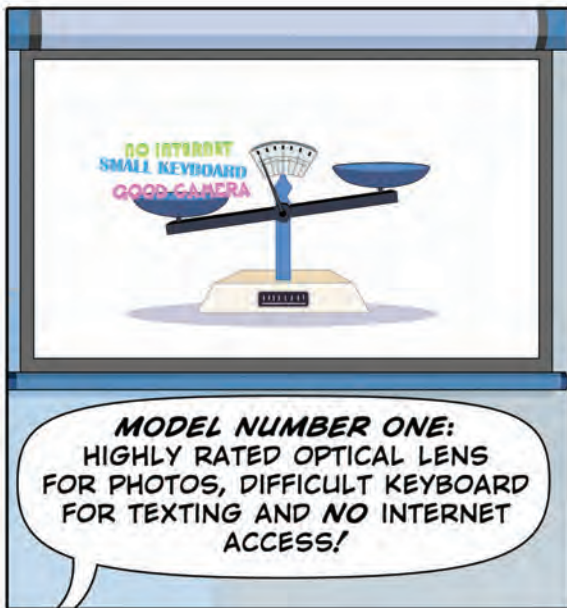 NO INTERNET
SMALL KEYBOARD
GOOD CAMERA
MODEL NUMBER ONE:
HIGHLY RATED OPTICAL LENS
FOR PHOTOS, DIFFICULT KEYBOARD
FOR TEXTING AND NO INTERNET
ACCESS!